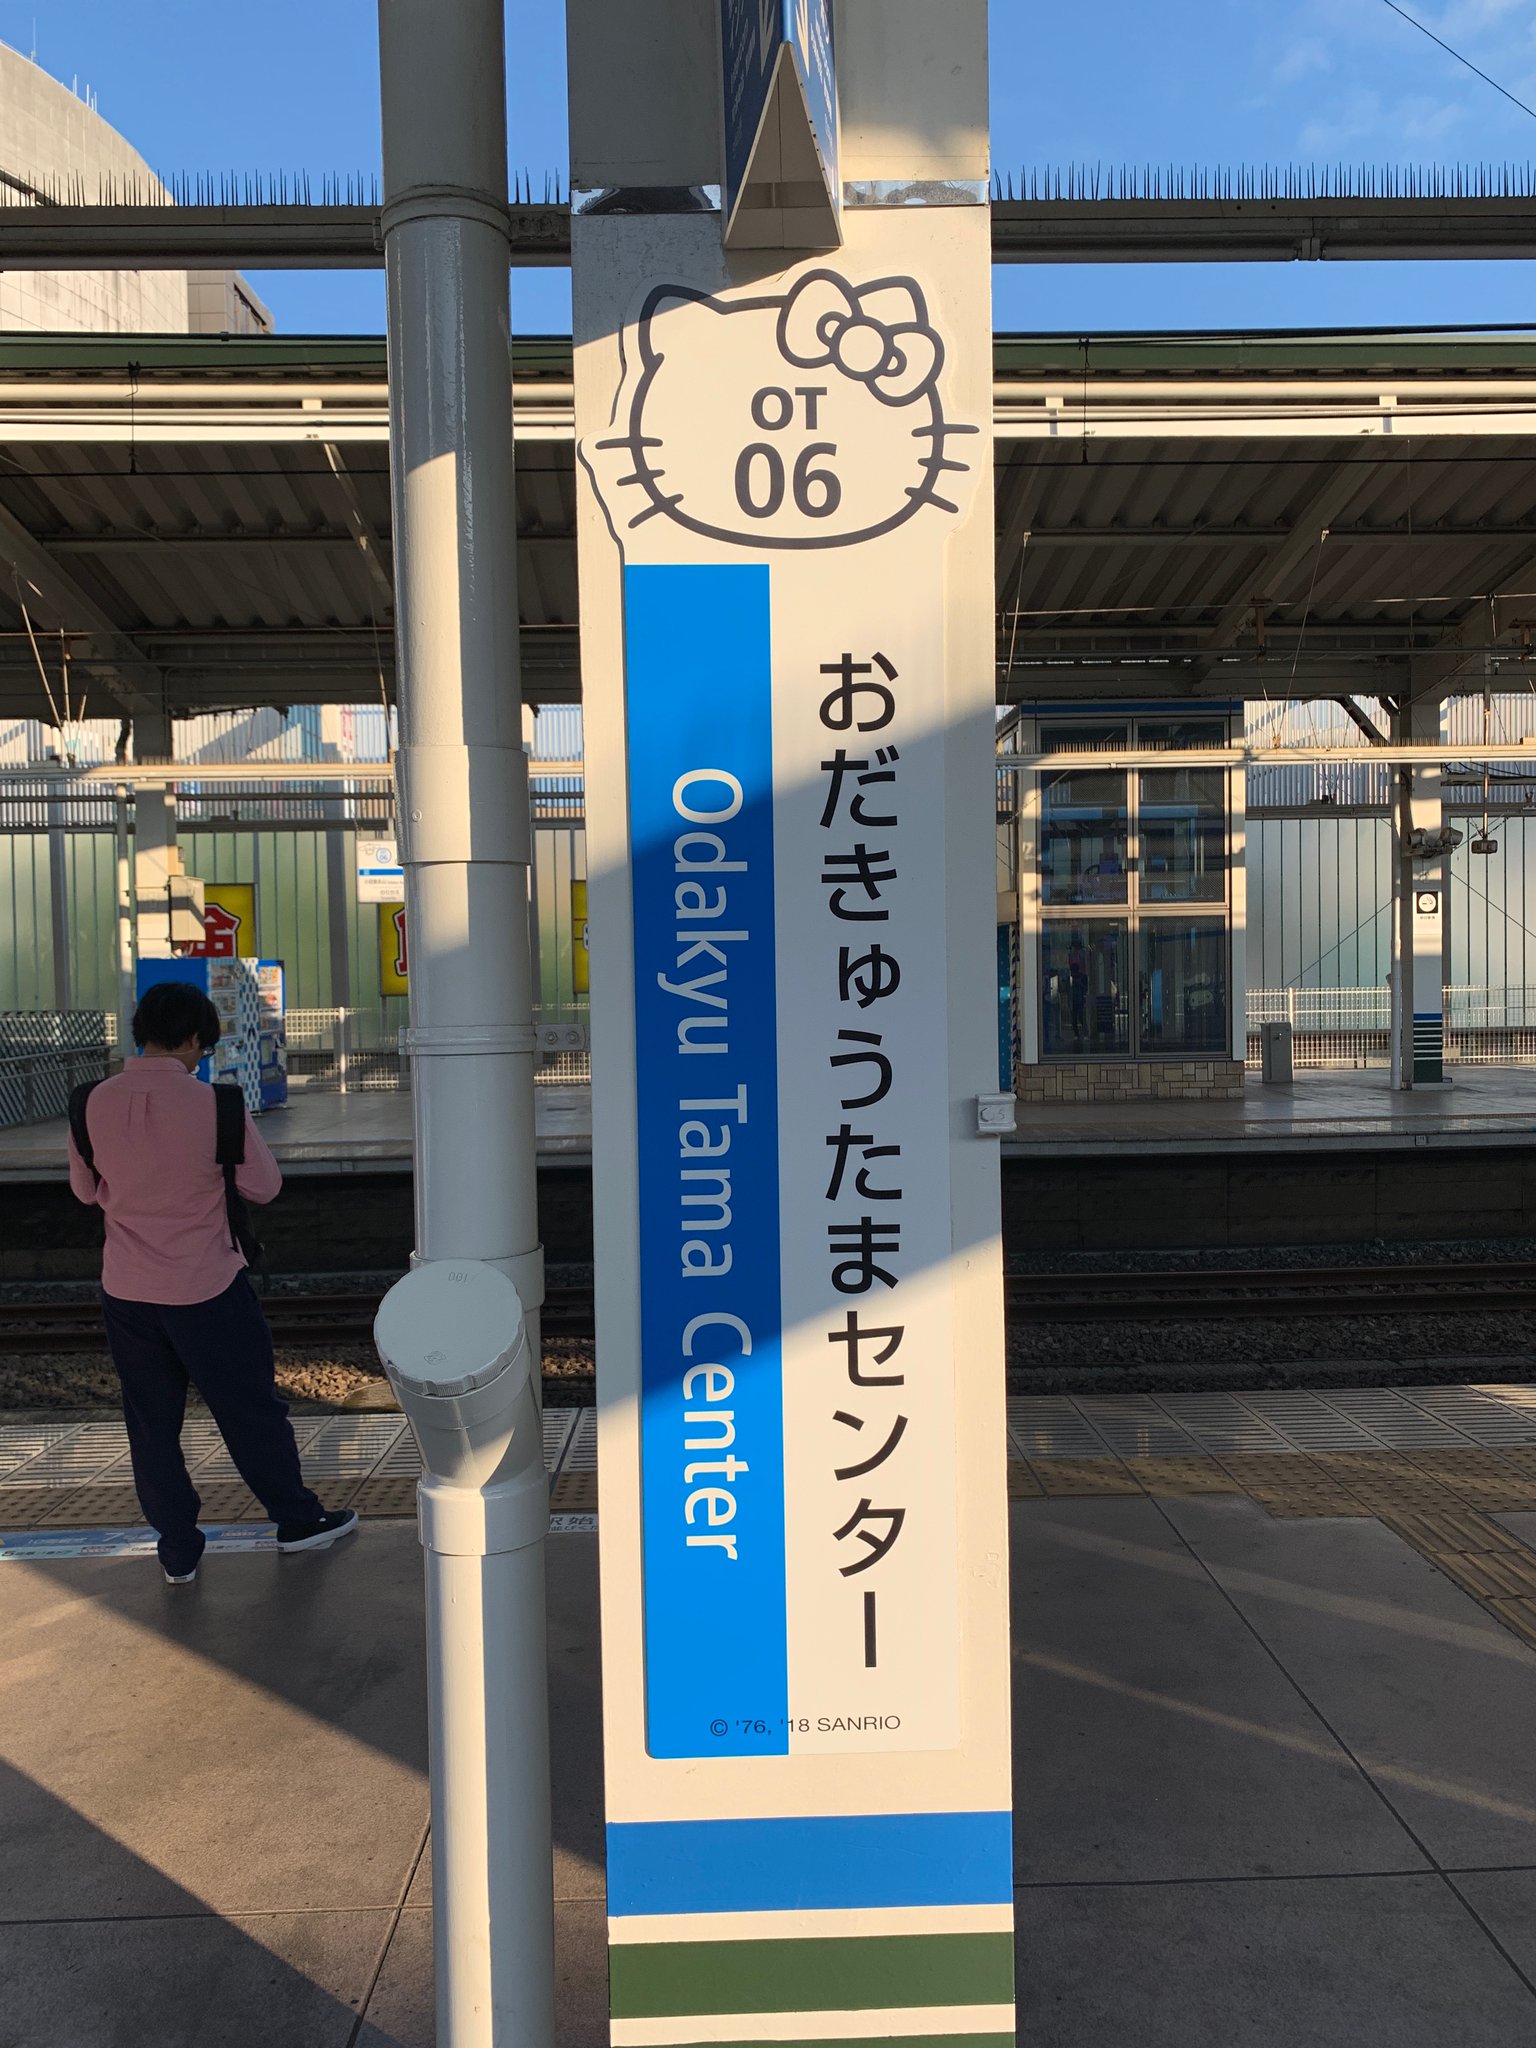 OT
06
おだきゅうたまセンター
Odakyu Tama Center
© '76, '18 SANRIO